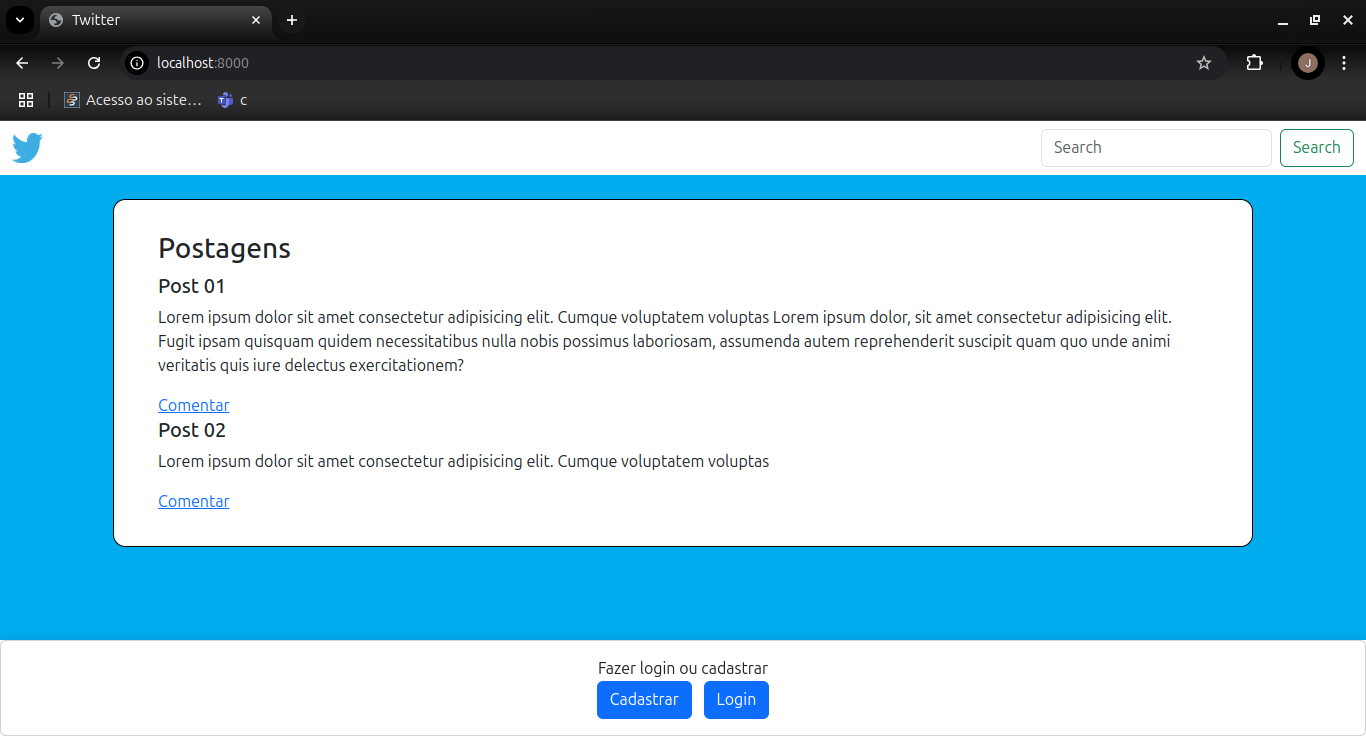 Twitter
localhost:8000
J
Acesso ao siste…
c
Search
Search
Postagens
Post 01
Lorem ipsum dolor sit amet consectetur adipisicing elit. Cumque voluptatem voluptas Lorem ipsum dolor, sit amet consectetur adipisicing elit.
Fugit ipsam quisquam quidem necessitatibus nulla nobis possimus laboriosam, assumenda autem reprehenderit suscipit quam quo unde animi
veritatis quis iure delectus exercitationem?
Comentar
Post 02
Lorem ipsum dolor sit amet consectetur adipisicing elit. Cumque voluptatem voluptas
Comentar
Fazer login ou cadastrar
Cadastrar
Login